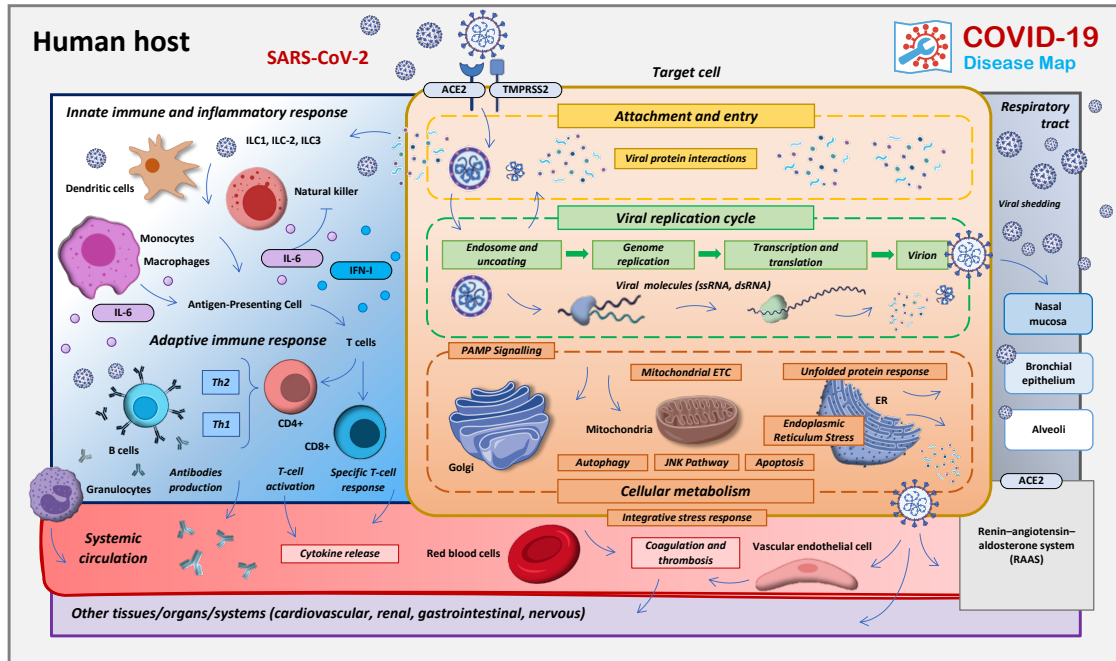 Human host
SARS-CoV-2
COVID-19
Disease Map
Target cell
ACE2
TMPRSS2
Innate immune and inflammatory response
ILC1, ILC-2, ILC3
Dendritic cells
Natural killer
Monocytes
Macrophages
IL-6
IFN-I
IL-6
Antigen-Presenting Cell
Adaptive immune response
T cells
Th2
Th1
CD4+
CD8+
B cells
Granulocytes
Antibodies
production
T-cell
activation
Specific T-cell
response
Attachment and entry
Viral protein interactions
Viral replication cycle
Endosome and
uncoating
Genome
replication
Transcription and
translation
Virion
Viral molecules (ssRNA, dsRNA)
PAMP Signalling
Mitochondrial ETC
Unfolded protein response
ER
Mitochondria
Endoplasmic
Reticulum Stress
Golgi
Autophagy
JNK Pathway
Apoptosis
Cellular metabolism
Integrative stress response
Respiratory
tract
Viral shedding
Nasal
mucosa
Bronchial
epithelium
Alveoli
ACE2
Renin–angiotensin–
aldosterone system
(RAAS)
Systemic
circulation
Cytokine release
Red blood cells
Coagulation and
thrombosis
Vascular endothelial cell
Other tissues/organs/systems (cardiovascular, renal, gastrointestinal, nervous)